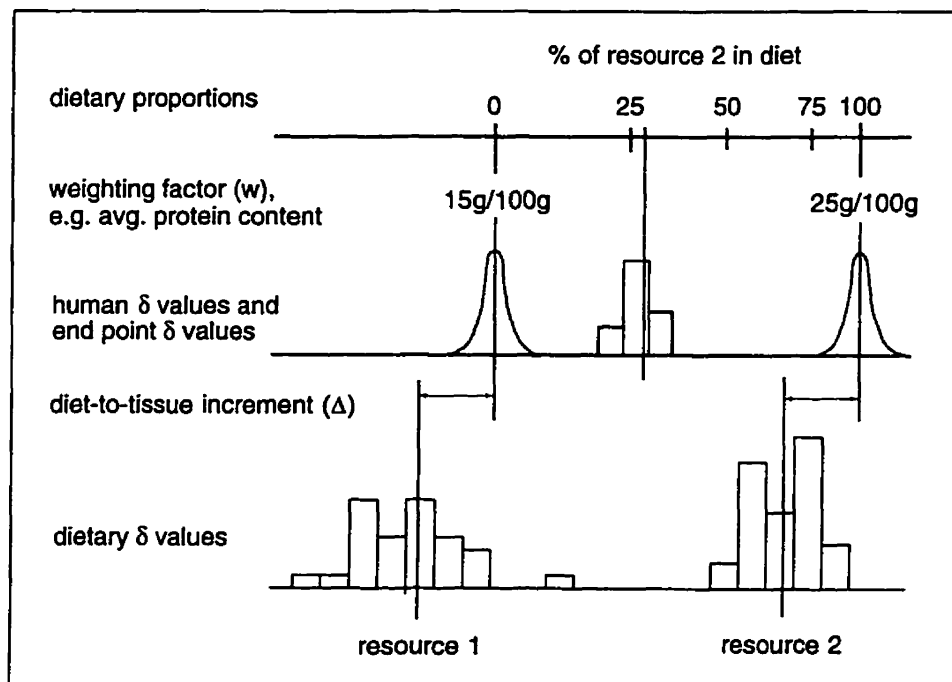 % of resource 2 in diet
dietary proportions
0 25 50 75 100
weighting factor (w),
e.g. avg. protein content
15g/100g 25g/100g
human δ values and
end point δ values
diet-to-tissue increment (Δ)
dietary δ values
resource 1 resource 2